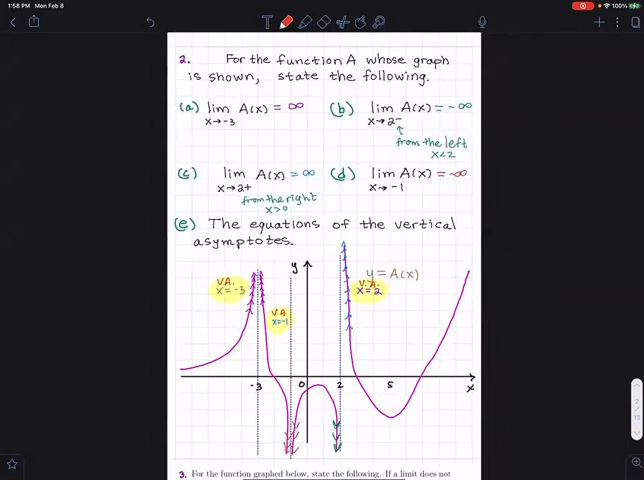 1:58 PM Mon Feb 8
100%
2. For the function A whose graph
is shown, state the following.
(a) lim A(x) = ∞ (b) lim A(x) = -∞
x→-3 x→2-
from the left
x<2
(c) lim A(x) = ∞ (d) lim A(x) = -∞
x→2+ x→-1
from the right
x>0
(e) The equations of the vertical
asymptotes.
y
y = A(x)
V.A. V.A.
x=-3 x=2
V.A
x=-1
-3 0 2 5 x
2
13
3. For the function graphed below, state the following. If a limit does not